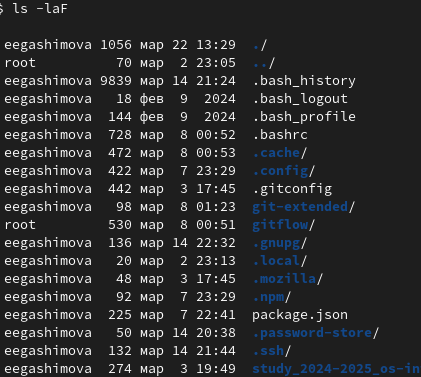 $ ls -laF
eegashimova 1056 мар 22 13:29 ./
root 70 мар 2 23:05 ../
eegashimova 9839 мар 14 21:24 .bash_history
eegashimova 18 фев 9 2024 .bash_logout
eegashimova 144 фев 9 2024 .bash_profile
eegashimova 728 мар 8 00:52 .bashrc
eegashimova 472 мар 8 00:53 .cache/
eegashimova 422 мар 7 23:29 .config/
eegashimova 442 мар 3 17:45 .gitconfig
eegashimova 98 мар 8 01:23 git-extended/
root 530 мар 8 00:51 gitflow/
eegashimova 136 мар 14 22:32 .gnupg/
eegashimova 20 мар 2 23:13 .local/
eegashimova 48 мар 3 17:45 .mozilla/
eegashimova 92 мар 7 23:29 .npm/
eegashimova 225 мар 7 22:41 package.json
eegashimova 50 мар 14 20:38 .password-store/
eegashimova 132 мар 14 21:44 .ssh/
eegashimova 274 мар 3 19:49 study_2024-2025_os-in